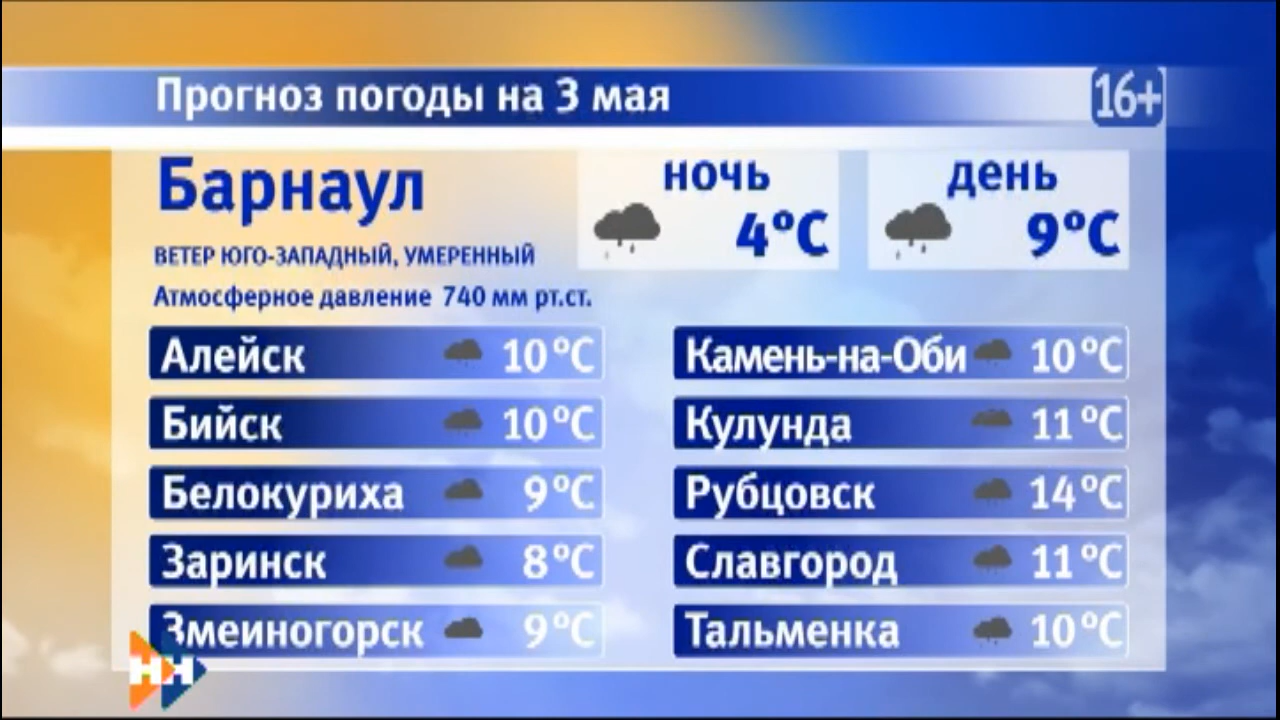 Прогноз погоды на 3 мая
16+
Барнаул
ночь
4°C
день
9°C
ВЕТЕР ЮГО-ЗАПАДНЫЙ, УМЕРЕННЫЙ
Атмосферное давление 740 мм рт.ст.
Алейск 10°C
Бийск 10°C
Белокуриха 9°C
Заринск 8°C
Змеиногорск 9°C
Камень-на-Оби 10°C
Кулунда 11°C
Рубцовск 14°C
Славгород 11°C
Тальменка 10°C
НН